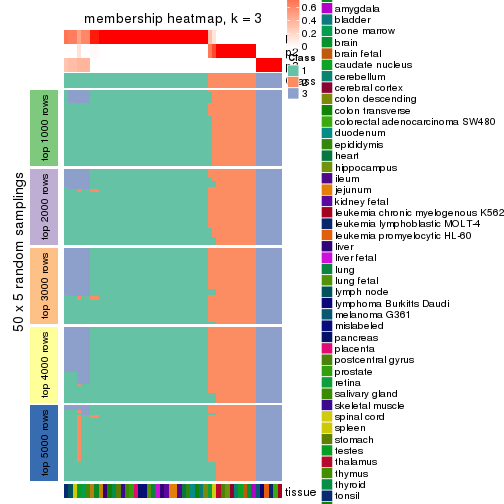 membership heatmap, k = 3
50 x 5 random samplings
top 1000 rows
top 2000 rows
top 3000 rows
top 4000 rows
top 5000 rows
0.6
0.4
0.2
0
Class
1
3
tissue
amygdala
bladder
bone marrow
brain
brain fetal
caudate nucleus
cerebellum
cerebral cortex
colon descending
colon transverse
colorectal adenocarcinoma SW480
duodenum
epididymis
heart
hippocampus
ileum
jejunum
kidney fetal
leukemia chronic myelogenous K562
leukemia lymphoblastic MOLT-4
leukemia promyelocytic HL-60
liver
liver fetal
lung
lung fetal
lymph node
lymphoma Burkitts Daudi
melanoma G361
mislabeled
pancreas
placenta
postcentral gyrus
prostate
retina
salivary gland
skeletal muscle
spinal cord
spleen
stomach
testes
thalamus
thymus
thyroid
tonsil